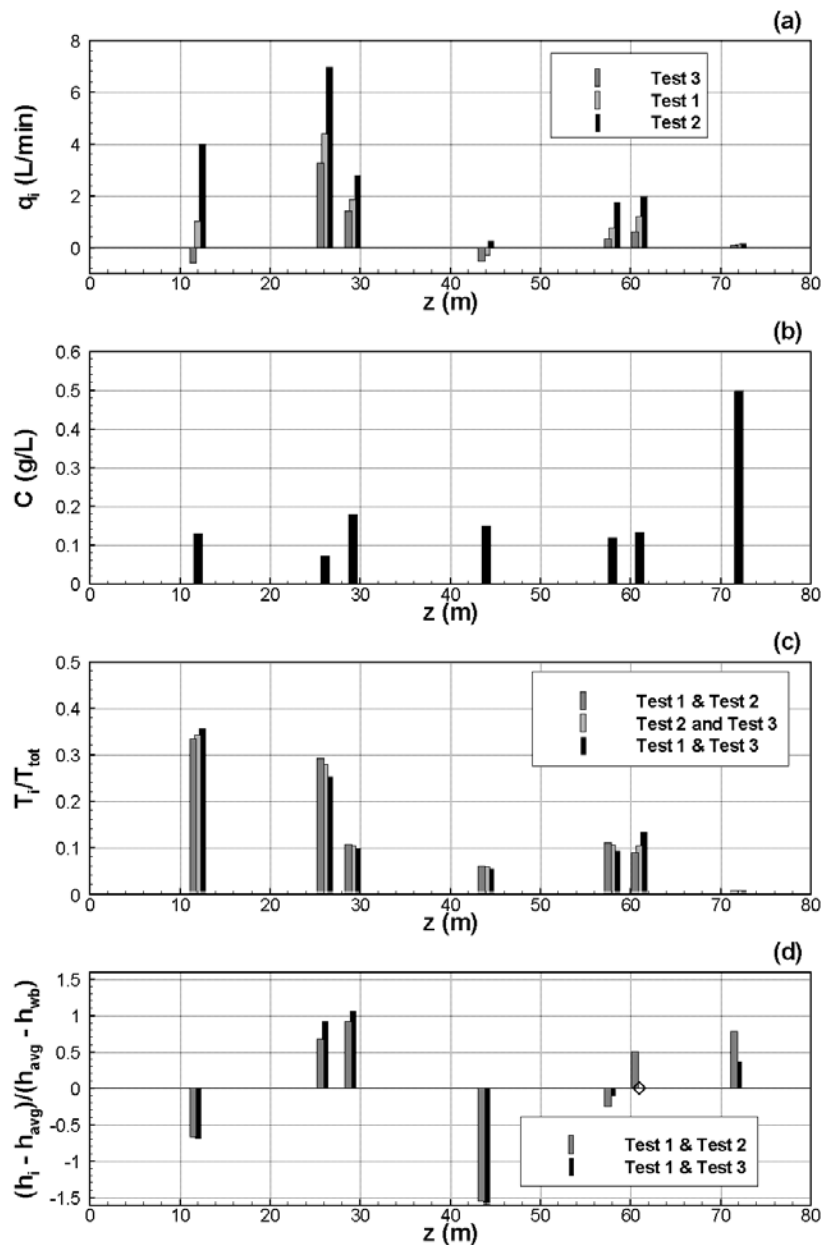 (a)
8
6
4
2
0
q_i (L/min)
Test 3
Test 1
Test 2
0 10 20 30 40 50 60 70 80
z (m)
(b)
0.6
0.5
0.4
0.3
0.2
0.1
0
C (g/L)
0 10 20 30 40 50 60 70 80
z (m)
(c)
0.5
0.4
0.3
0.2
0.1
0
T_i/T_tot
Test 1 & Test 2
Test 2 and Test 3
Test 1 & Test 3
0 10 20 30 40 50 60 70 80
z (m)
(d)
1.5
1
0.5
0
-0.5
-1
-1.5
(h_i - h_avg)/(h_avg - h_wb)
Test 1 & Test 2
Test 1 & Test 3
0 10 20 30 40 50 60 70 80
z (m)